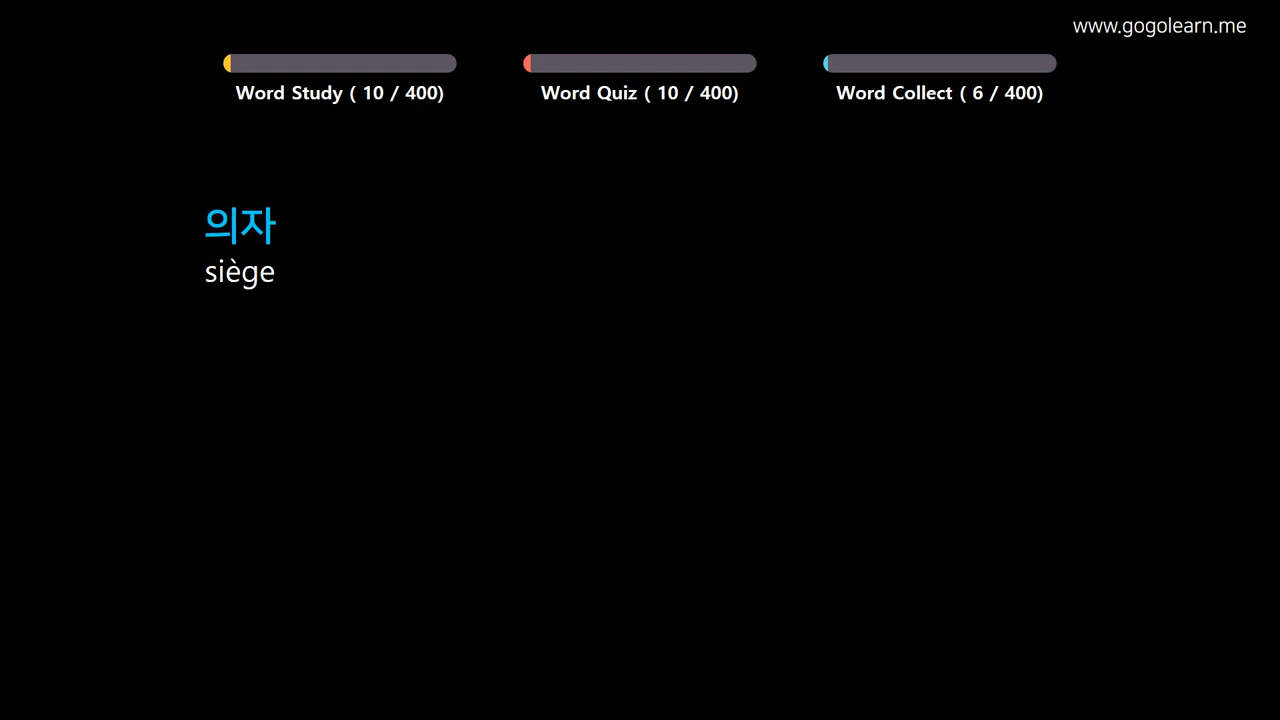 www.gogolearn.me
Word Study ( 10 / 400)
Word Quiz ( 10 / 400)
Word Collect ( 6 / 400)
의자
siège